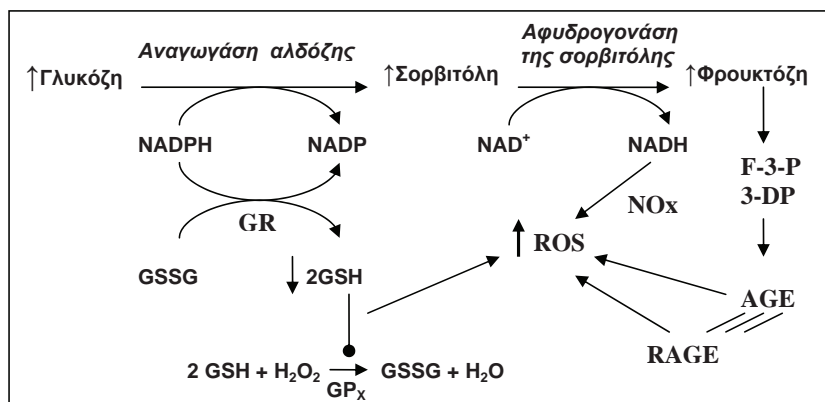 Αναγωγάση αλδόζης
Αφυδρογονάση
της σορβιτόλης
↑Γλυκόζη
↑Σορβιτόλη
↑Φρουκτόζη
NADPH
NADP
NAD⁺
NADH
F-3-P
3-DP
GR
NOx
↑ ROS
GSSG
↓ 2GSH
AGE
RAGE
2 GSH + H₂O₂ → GSSG + H₂O
GPₓ